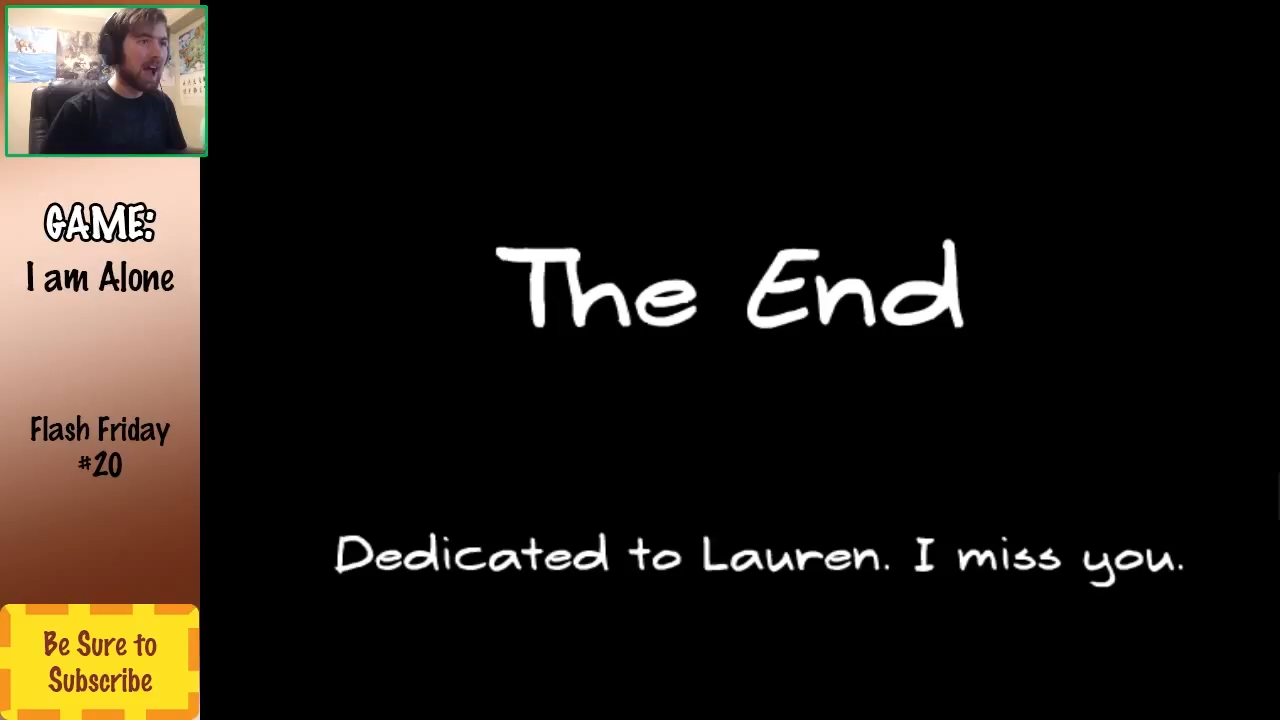 GAME:
I am Alone
Flash Friday
#20
Be Sure to
Subscribe
The End
Dedicated to Lauren. I miss you.